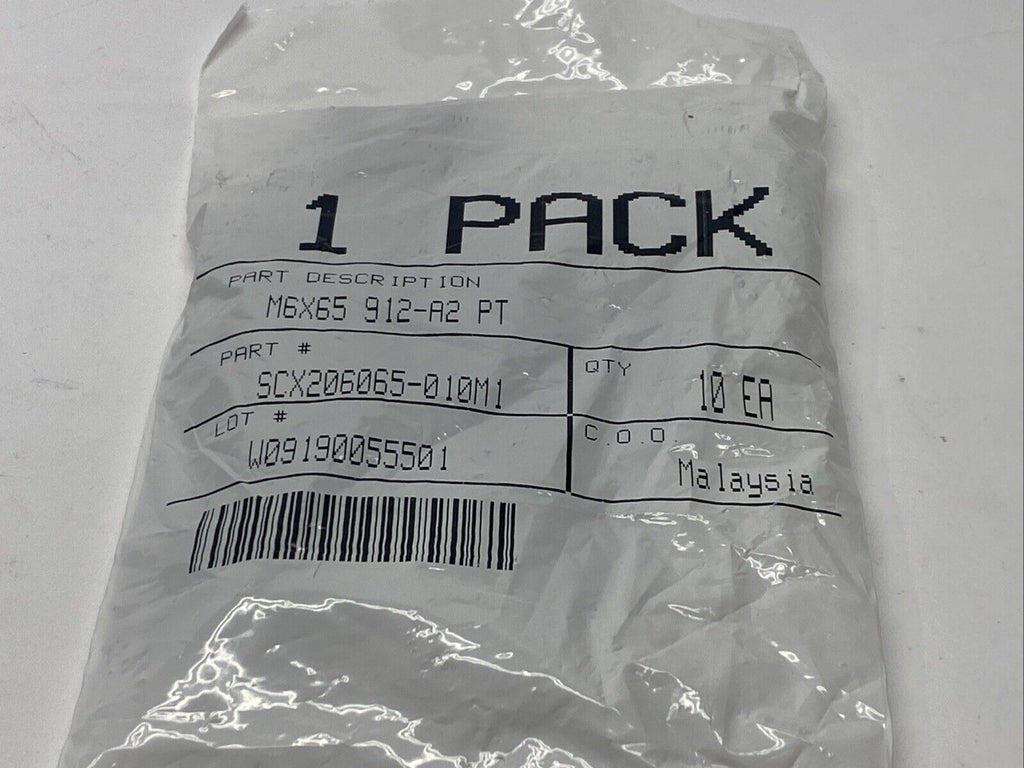 1 PACK
PART DESCRIPTION
M6X65 912-A2 PT
PART #
SCX206065-010M1
QTY
10 EA
LOT #
W09190055501
C.O.O.
Malaysia